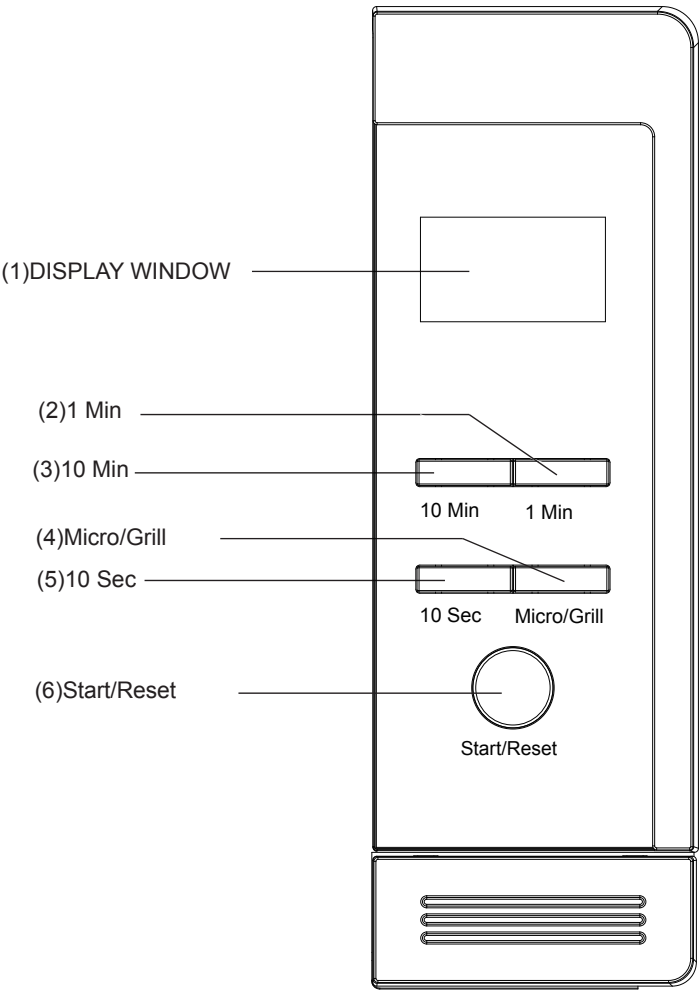 (1)DISPLAY WINDOW
(2)1 Min
(3)10 Min
10 Min
1 Min
(4)Micro/Grill
(5)10 Sec
10 Sec
Micro/Grill
(6)Start/Reset
Start/Reset